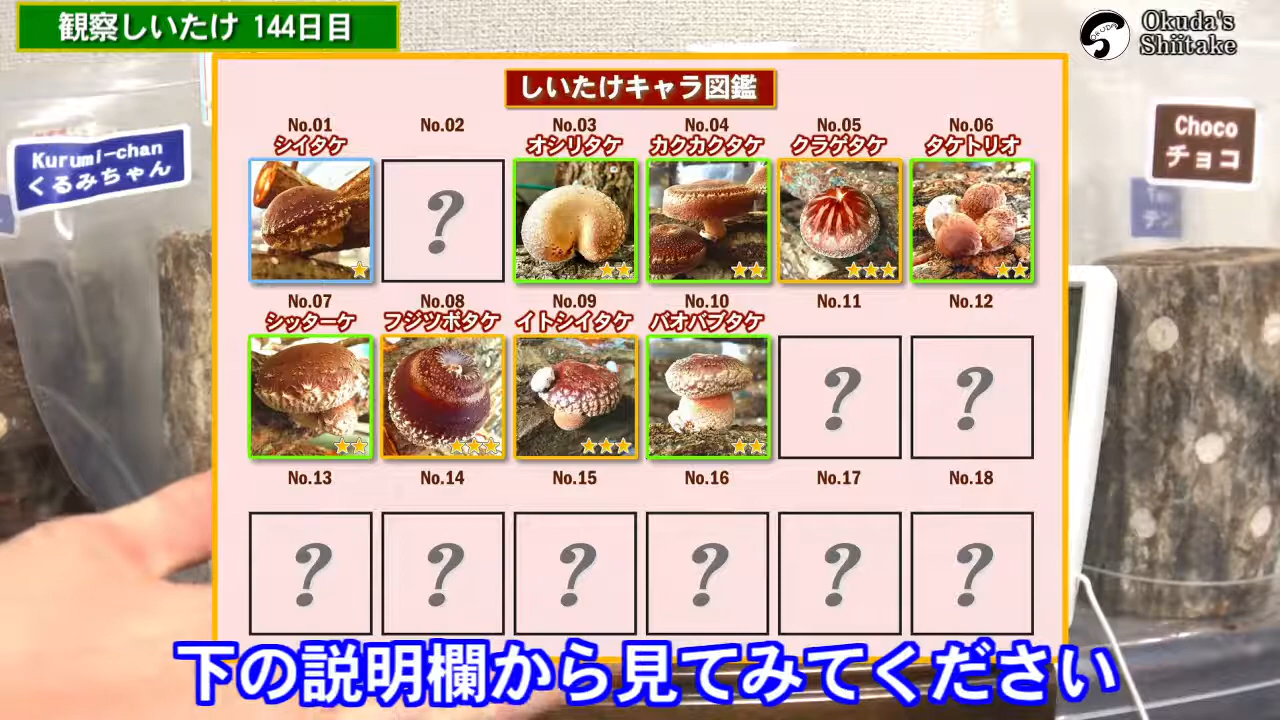 観察しいたけ 144日目
Okuda's
Shiitake
しいたけキャラ図鑑
No.01
シイタケ
No.02
?
No.03
オシリタケ
No.04
カクカクタケ
No.05
クラゲタケ
No.06
タケトリオ
Kurumi-chan
くるみちゃん
Choco
チョコ
No.07
シッターケ
No.08
フジツボタケ
No.09
イトシイタケ
No.10
バオバブタケ
No.11
?
No.12
?
No.13
?
No.14
?
No.15
?
No.16
?
No.17
?
No.18
?
下の説明欄から見てみてください